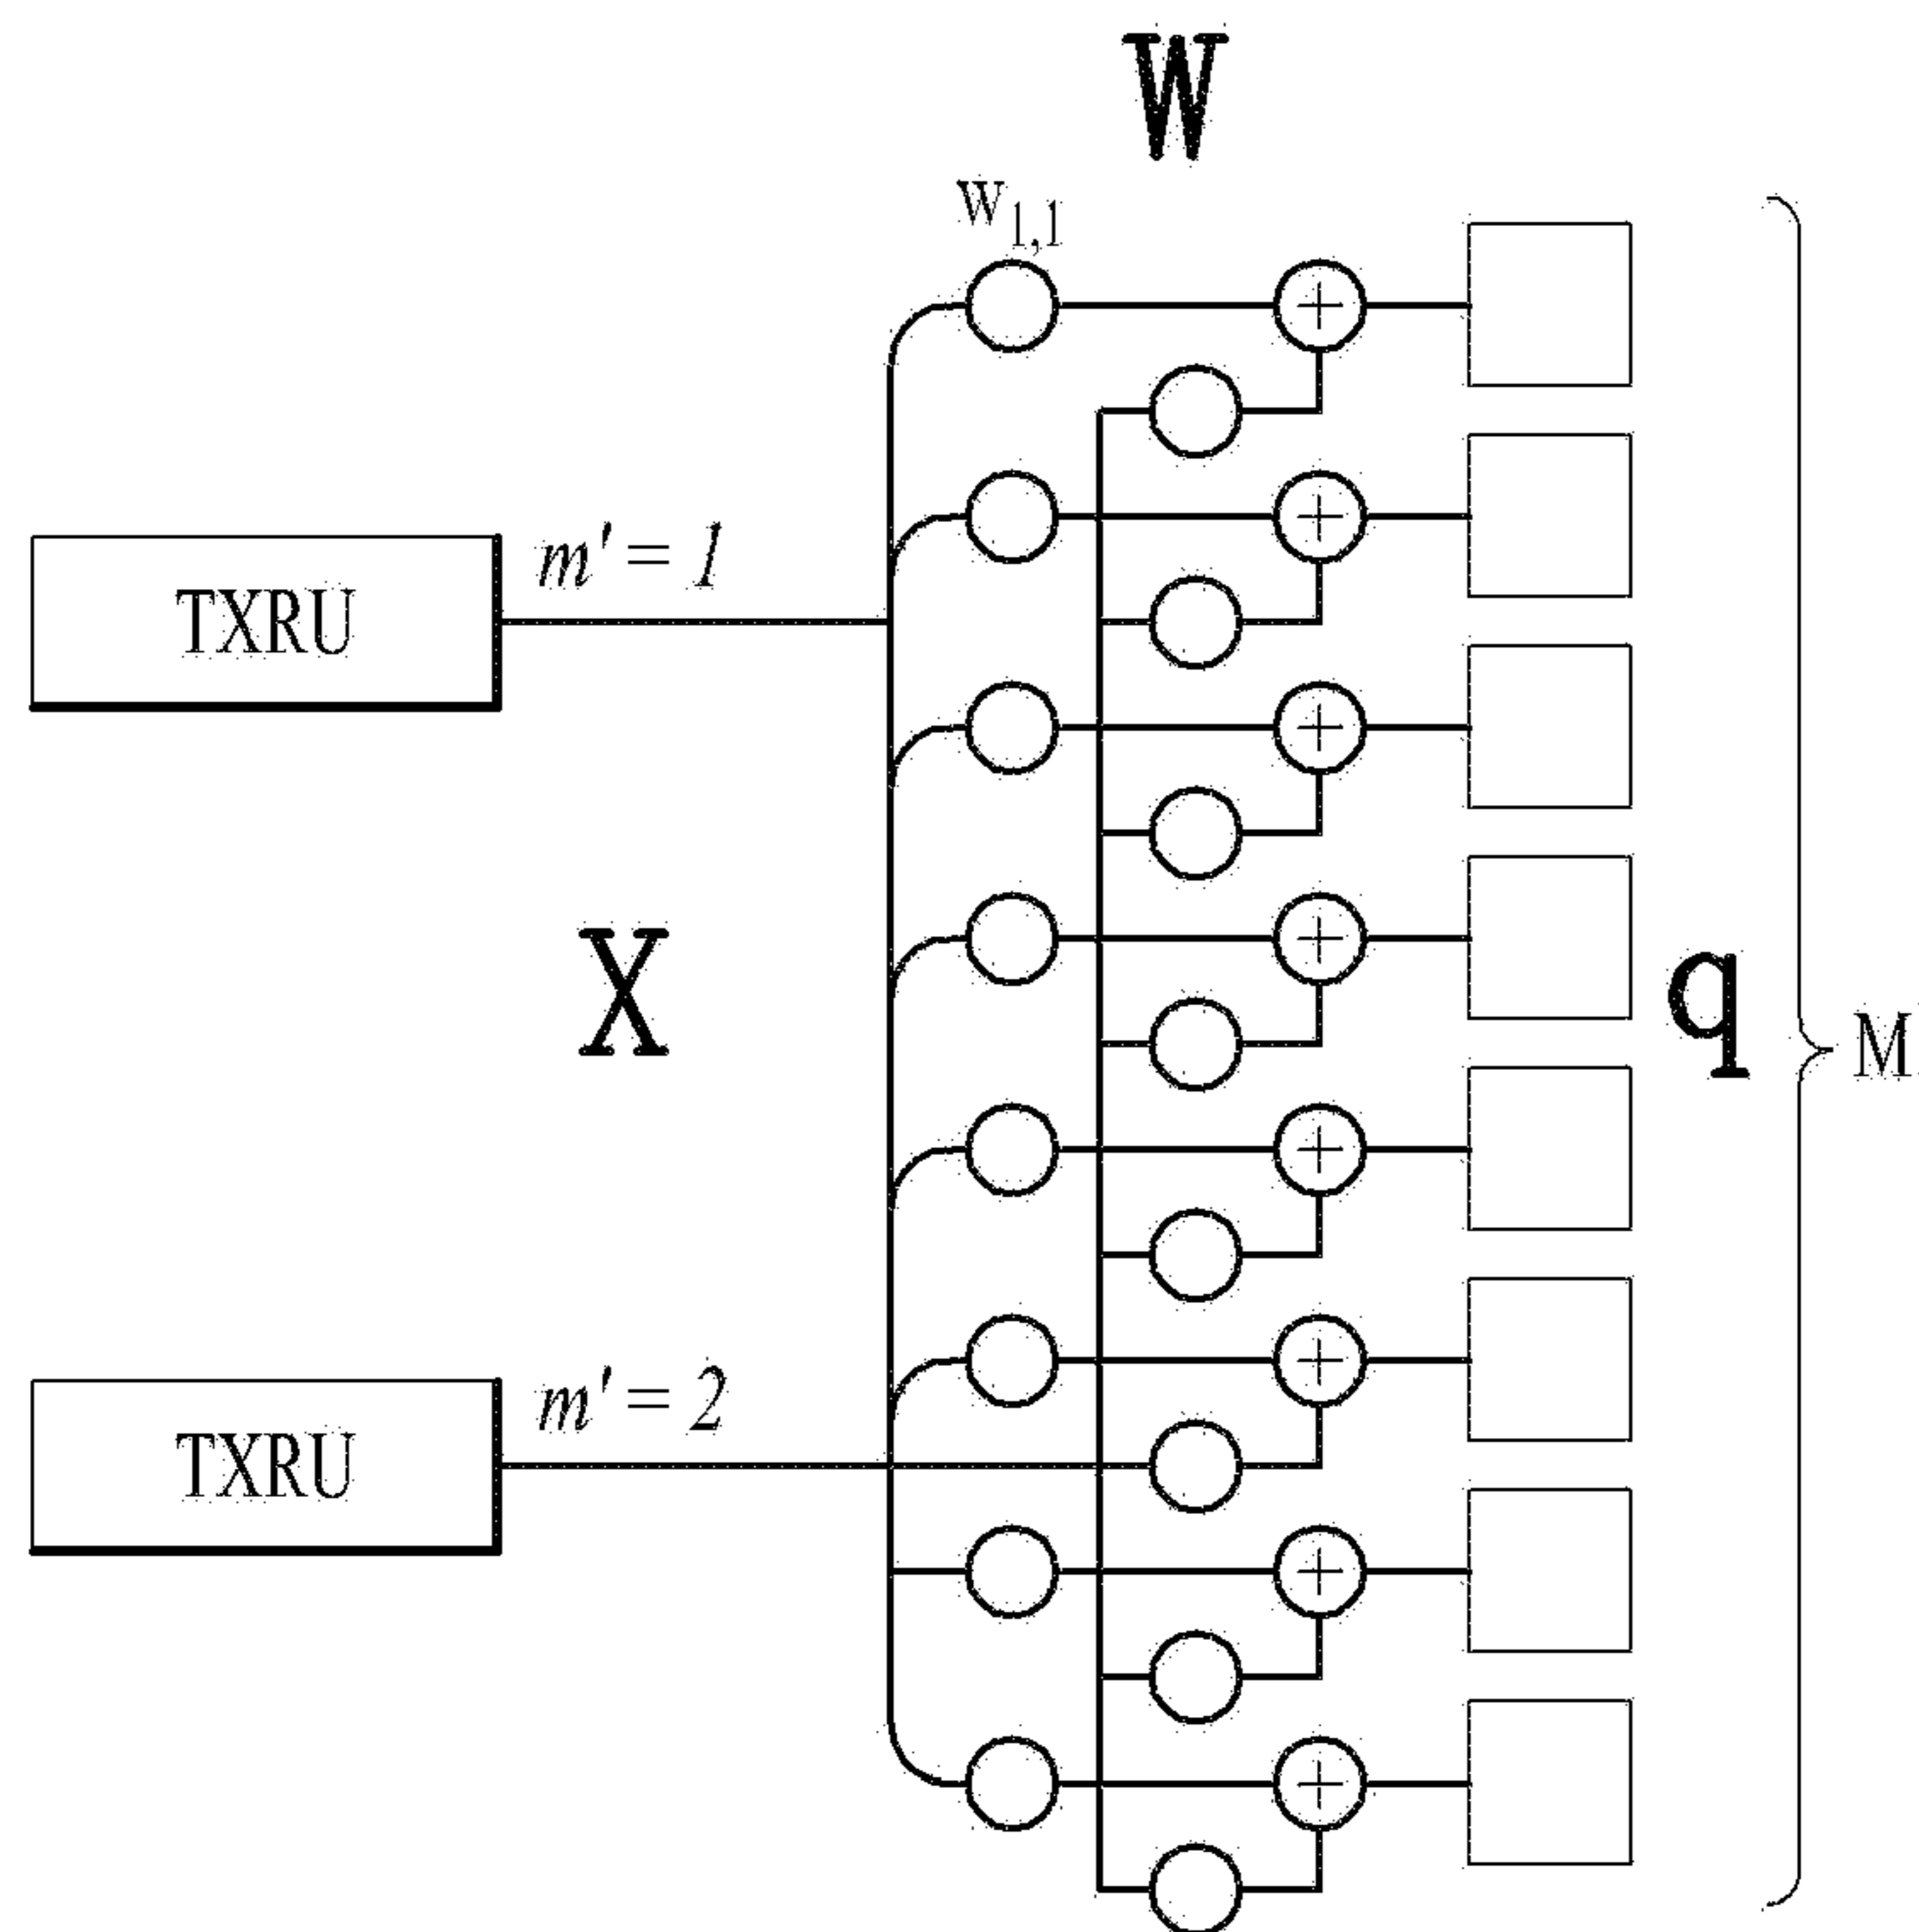 W
w1,1
m' = 1
TXRU
X
q
M
m' = 2
TXRU